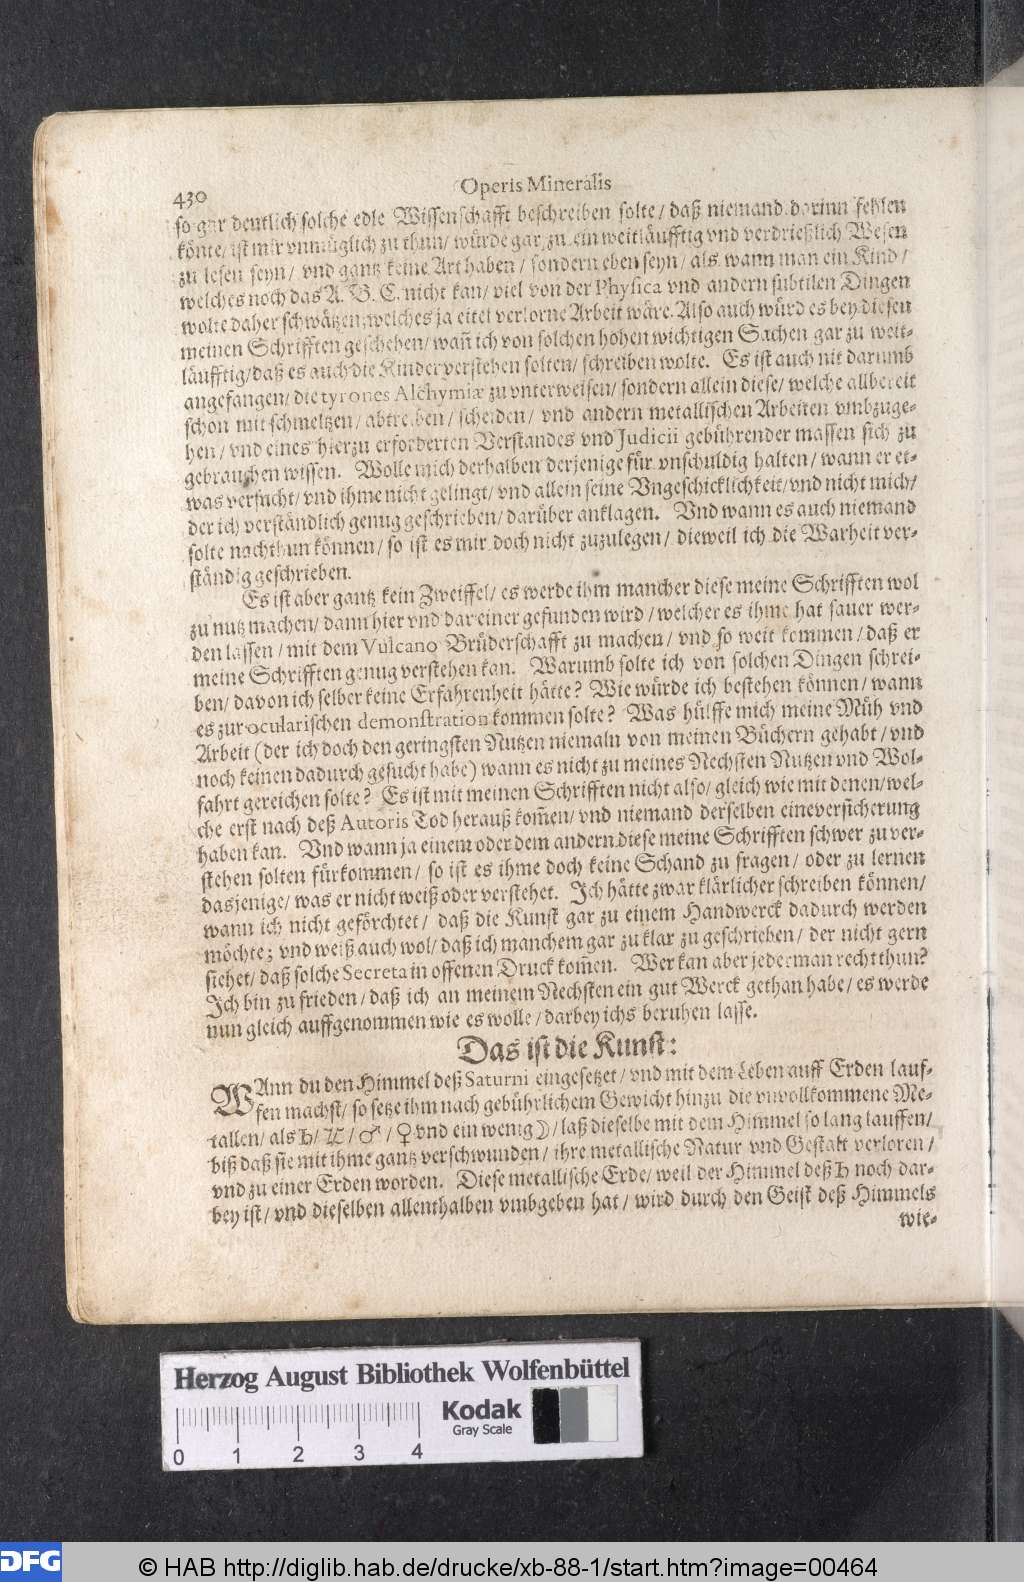 430
Operis Mineralis
so gar deutlich solche edle Wissenschafft beschreiben solte / daß niemand darinn fehlen
könte / ist mir vnmüglich zu thun / würde gar zu ein weitläufftig vnd verdrießlich Wesen
zu lesen seyn / vnd gantz keine Art haben / sondern eben seyn / als wann man ein Kind /
welches noch das A. B. C. nicht kan / viel von der Physica vnd andern subtilen Dingen
wolte daher schwätzen; welches ja eitel verlorne Arbeit wäre. Also auch würd es bey diesen
meinen Schrifften geschehen / wañ ich von solchen hohen wichtigen Sachen gar zu weit-
läufftig / daß es auch die Kinder verstehen solten / schreiben wolte. Es ist auch nit darumb
angefangen / die tyrones Alchymiæ zu vnterweisen / sondern allein diese / welche allbereit
schon mit schmeltzen / abtreiben / scheiden / vnd andern metallischen Arbeiten vmbzuge-
hen / vnd eines hierzu erforderten Verstandes vnd Judicii gebührender massen sich zu
gebrauchen wissen. Wolle mich derhalben derjenige für vnschuldig halten / wann er et-
was versucht / vnd ihme nicht gelingt / vnd allein seine Vngeschicklichkeit / vnd nicht mich /
der ich verständlich genug geschrieben / darüber anklagen. Vnd wann es auch niemand
solte nachthun können / so ist es mir doch nicht zuzulegen / dieweil ich die Warheit ver-
ständig geschrieben.
Es ist aber gantz kein Zweiffel / es werde ihm mancher diese meine Schrifften wol
zu nutz machen / dann hier vnd dar einer gefunden wird / welcher es ihme hat sauer wer-
den lassen / mit dem Vulcano Brüderschafft zu machen / vnd so weit kommen / daß er
meine Schrifften genug verstehen kan. Warumb solte ich von solchen Dingen schrei-
ben / davon ich selber keine Erfahrenheit hätte? Wie würde ich bestehen können / wann
es zur ocularischen demonstration kommen solte? Was hülffe mich meine Müh vnd
Arbeit (der ich doch den geringsten Nutzen niemaln von meinen Büchern gehabt / vnd
noch keinen dadurch gesucht habe) wann es nicht zu meines Nechsten Nutzen vnd Wol-
fahrt gereichen solte? Es ist mit meinen Schrifften nicht also / gleich wie mit denen / wel-
che erst nach deß Autoris Tod herauß kom̃en / vnd niemand derselben eine versicherung
haben kan. Vnd wann ja einem oder dem andern diese meine Schrifften schwer zu ver-
stehen solten fürkommen / so ist es ihme doch keine Schand zu fragen / oder zu lernen
dasjenige / was er nicht weiß oder verstehet. Ich hätte zwar klärlicher schreiben können /
wann ich nicht geförchtet / daß die Kunst gar zu einem Handwerck dadurch werden
möchte; vnd weiß auch wol / daß ich manchem gar zu klar zu geschrieben / der nicht gern
siehet / daß solche Secreta in offenen Druck kom̃en. Wer kan aber jederman recht thun?
Ich bin zu frieden / daß ich an meinem Nechsten ein gut Werck gethan habe / es werde
nun gleich auffgenommen wie es wolle / darbey ichs beruhen lasse.
Das ist die Kunst:
WAnn du den Himmel deß Saturni eingesetzet / vnd mit dem Leben auff Erden lauf-
fen machst / so setze ihm nach gebührlichem Gewicht hinzu die vnvollkommene Me-
tallen / als ♄ / ♃ / ♂ / ♀ vnd ein wenig ☽ / laß dieselbe mit dem Himmel so lang lauffen /
biß daß sie mit ihme gantz verschwunden / ihre metallische Natur vnd Gestalt verloren /
vnd zu einer Erden worden. Diese metallische Erde / weil der Himmel deß ♄ noch dar-
bey ist / vnd dieselben allenthalben vmbgeben hat / wird durch den Geist deß Himmels
wie-
Herzog August Bibliothek Wolfenbüttel
Kodak
Gray Scale
0 1 2 3 4
DFG
© HAB http://diglib.hab.de/drucke/xb-88-1/start.htm?image=00464